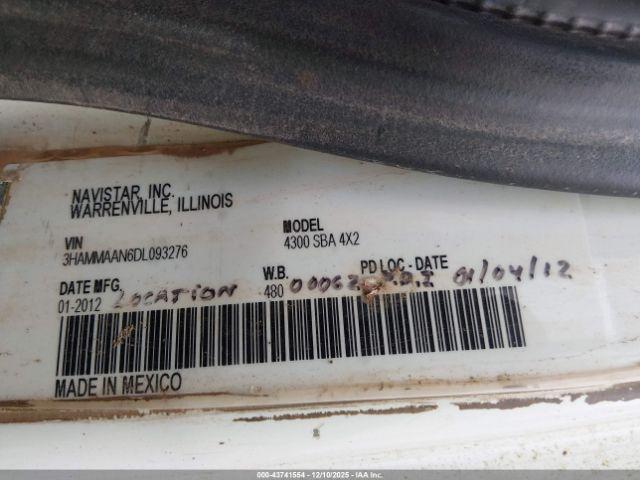 NAVISTAR, INC.
WARRENVILLE, ILLINOIS
VIN
3HAMMAAN6DL093276
MODEL
4300 SBA 4X2
DATE MFG.
01-2012
LOCATION
W.B.
480
PD LOC - DATE
01/04/12
MADE IN MEXICO
00-43741554 | 12/10/2025 - IAA Inc.